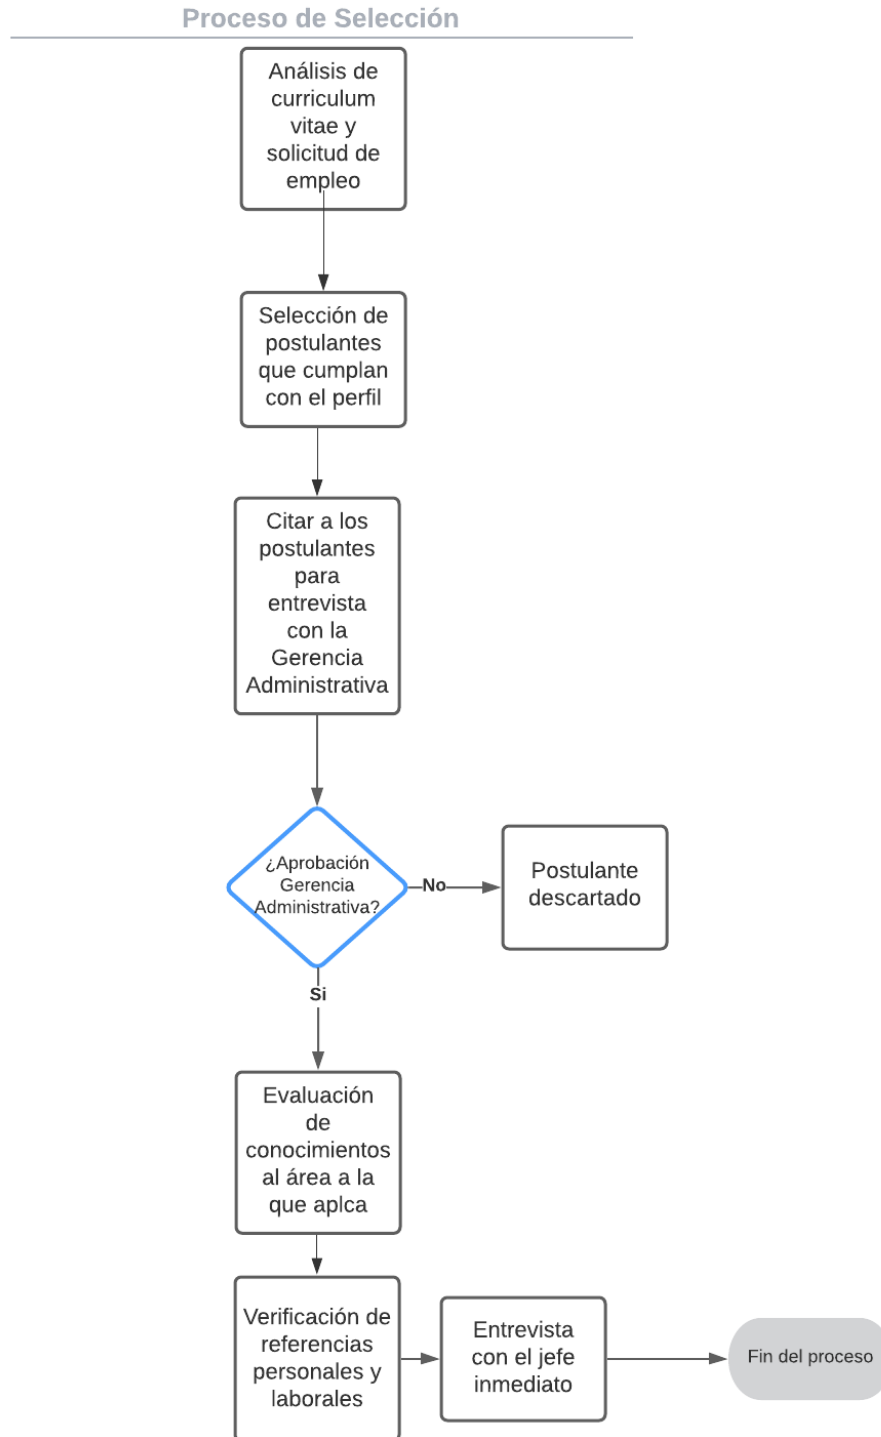 Proceso de Selección
Análisis de
curriculum
vitae y
solicitud de
empleo
Selección de
postulantes
que cumplan
con el perfil
Citar a los
postulantes
para
entrevista
con la
Gerencia
Administrativa
¿Aprobación
Gerencia
Administrativa?
No
Postulante
descartado
Si
Evaluación
de
conocimientos
al área a la
que aplca
Verificación de
referencias
personales y
laborales
Entrevista
con el jefe
inmediato
Fin del proceso